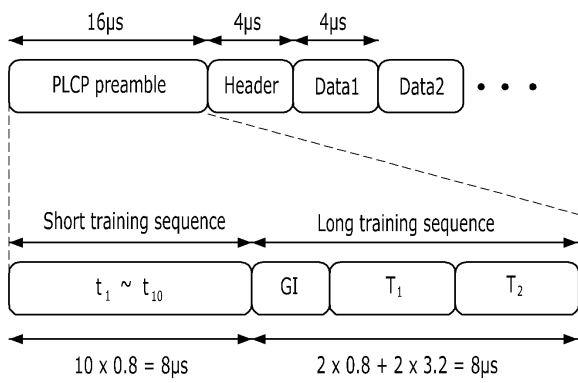 16μs 4μs 4μs
PLCP preamble Header Data1 Data2 • • •
Short training sequence Long training sequence
t₁ ~ t₁₀ GI T₁ T₂
10 x 0.8 = 8μs 2 x 0.8 + 2 x 3.2 = 8μs